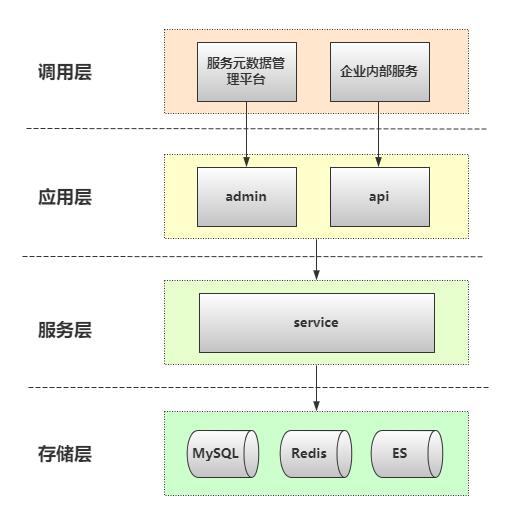 调用层
服务元数据管
理平台
企业内部服务
应用层
admin
api
服务层
service
存储层
MySQL
Redis
ES